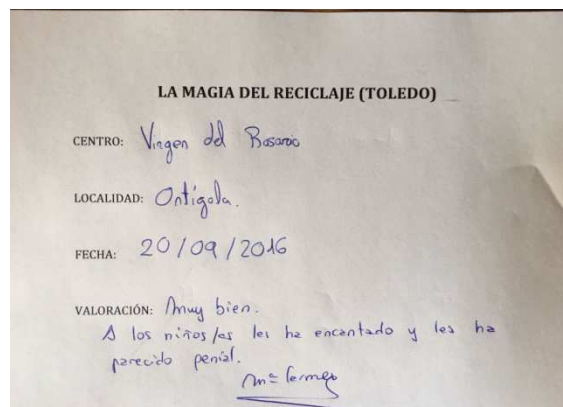 LA MAGIA DEL RECICLAJE (TOLEDO)
CENTRO: Virgen del Rosario
LOCALIDAD: Ontígola.
FECHA: 20/09/2016
VALORACIÓN: Muy bien.
A los niños/as les ha encantado y les ha
parecido penial.
Mª Carmen